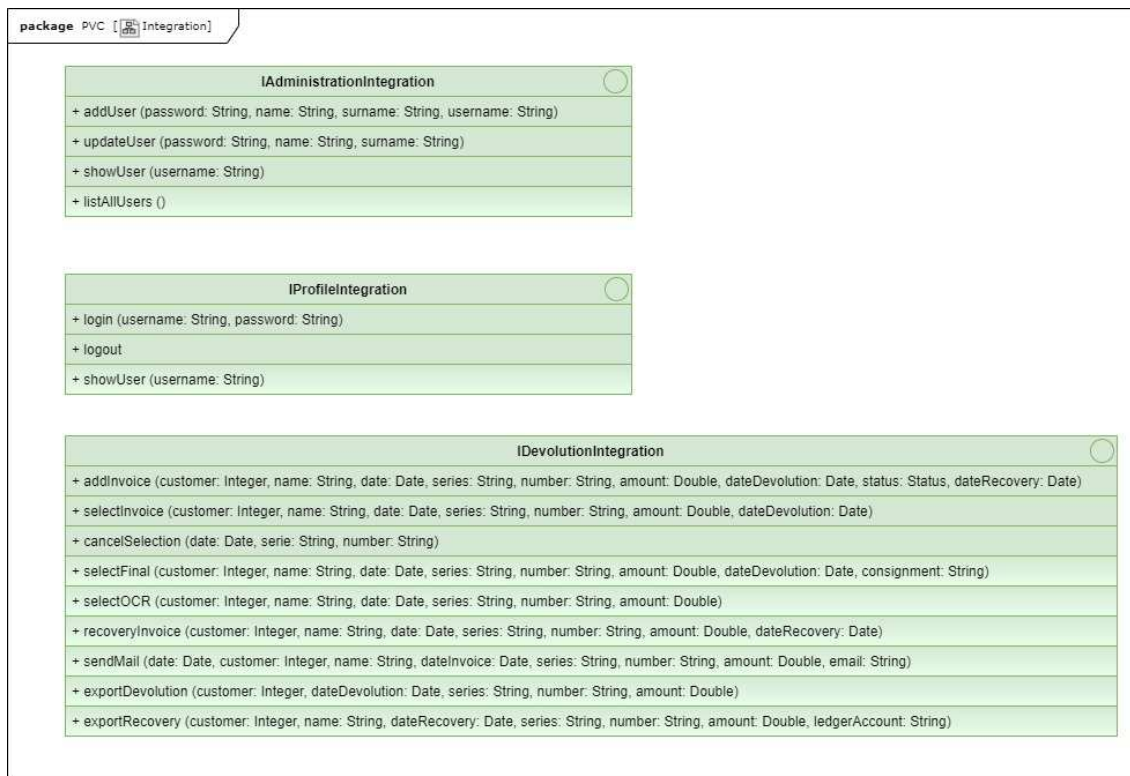 package PVC [Integration]
IAdministrationIntegration
+ addUser (password: String, name: String, surname: String, username: String)
+ updateUser (password: String, name: String, surname: String)
+ showUser (username: String)
+ listAllUsers ()
IProfileIntegration
+ login (username: String, password: String)
+ logout
+ showUser (username: String)
IDevolutionIntegration
+ addInvoice (customer: Integer, name: String, date: Date, series: String, number: String, amount: Double, dateDevolution: Date, status: Status, dateRecovery: Date)
+ selectInvoice (customer: Integer, name: String, date: Date, series: String, number: String, amount: Double, dateDevolution: Date)
+ cancelSelection (date: Date, serie: String, number: String)
+ selectFinal (customer: Integer, name: String, date: Date, series: String, number: String, amount: Double, dateDevolution: Date, consignment: String)
+ selectOCR (customer: Integer, name: String, date: Date, series: String, number: String, amount: Double)
+ recoveryInvoice (customer: Integer, name: String, date: Date, series: String, number: String, amount: Double, dateRecovery: Date)
+ sendMail (date: Date, customer: Integer, name: String, dateInvoice: Date, series: String, number: String, amount: Double, email: String)
+ exportDevolution (customer: Integer, dateDevolution: Date, series: String, number: String, amount: Double)
+ exportRecovery (customer: Integer, name: String, dateRecovery: Date, series: String, number: String, amount: Double, ledgerAccount: String)